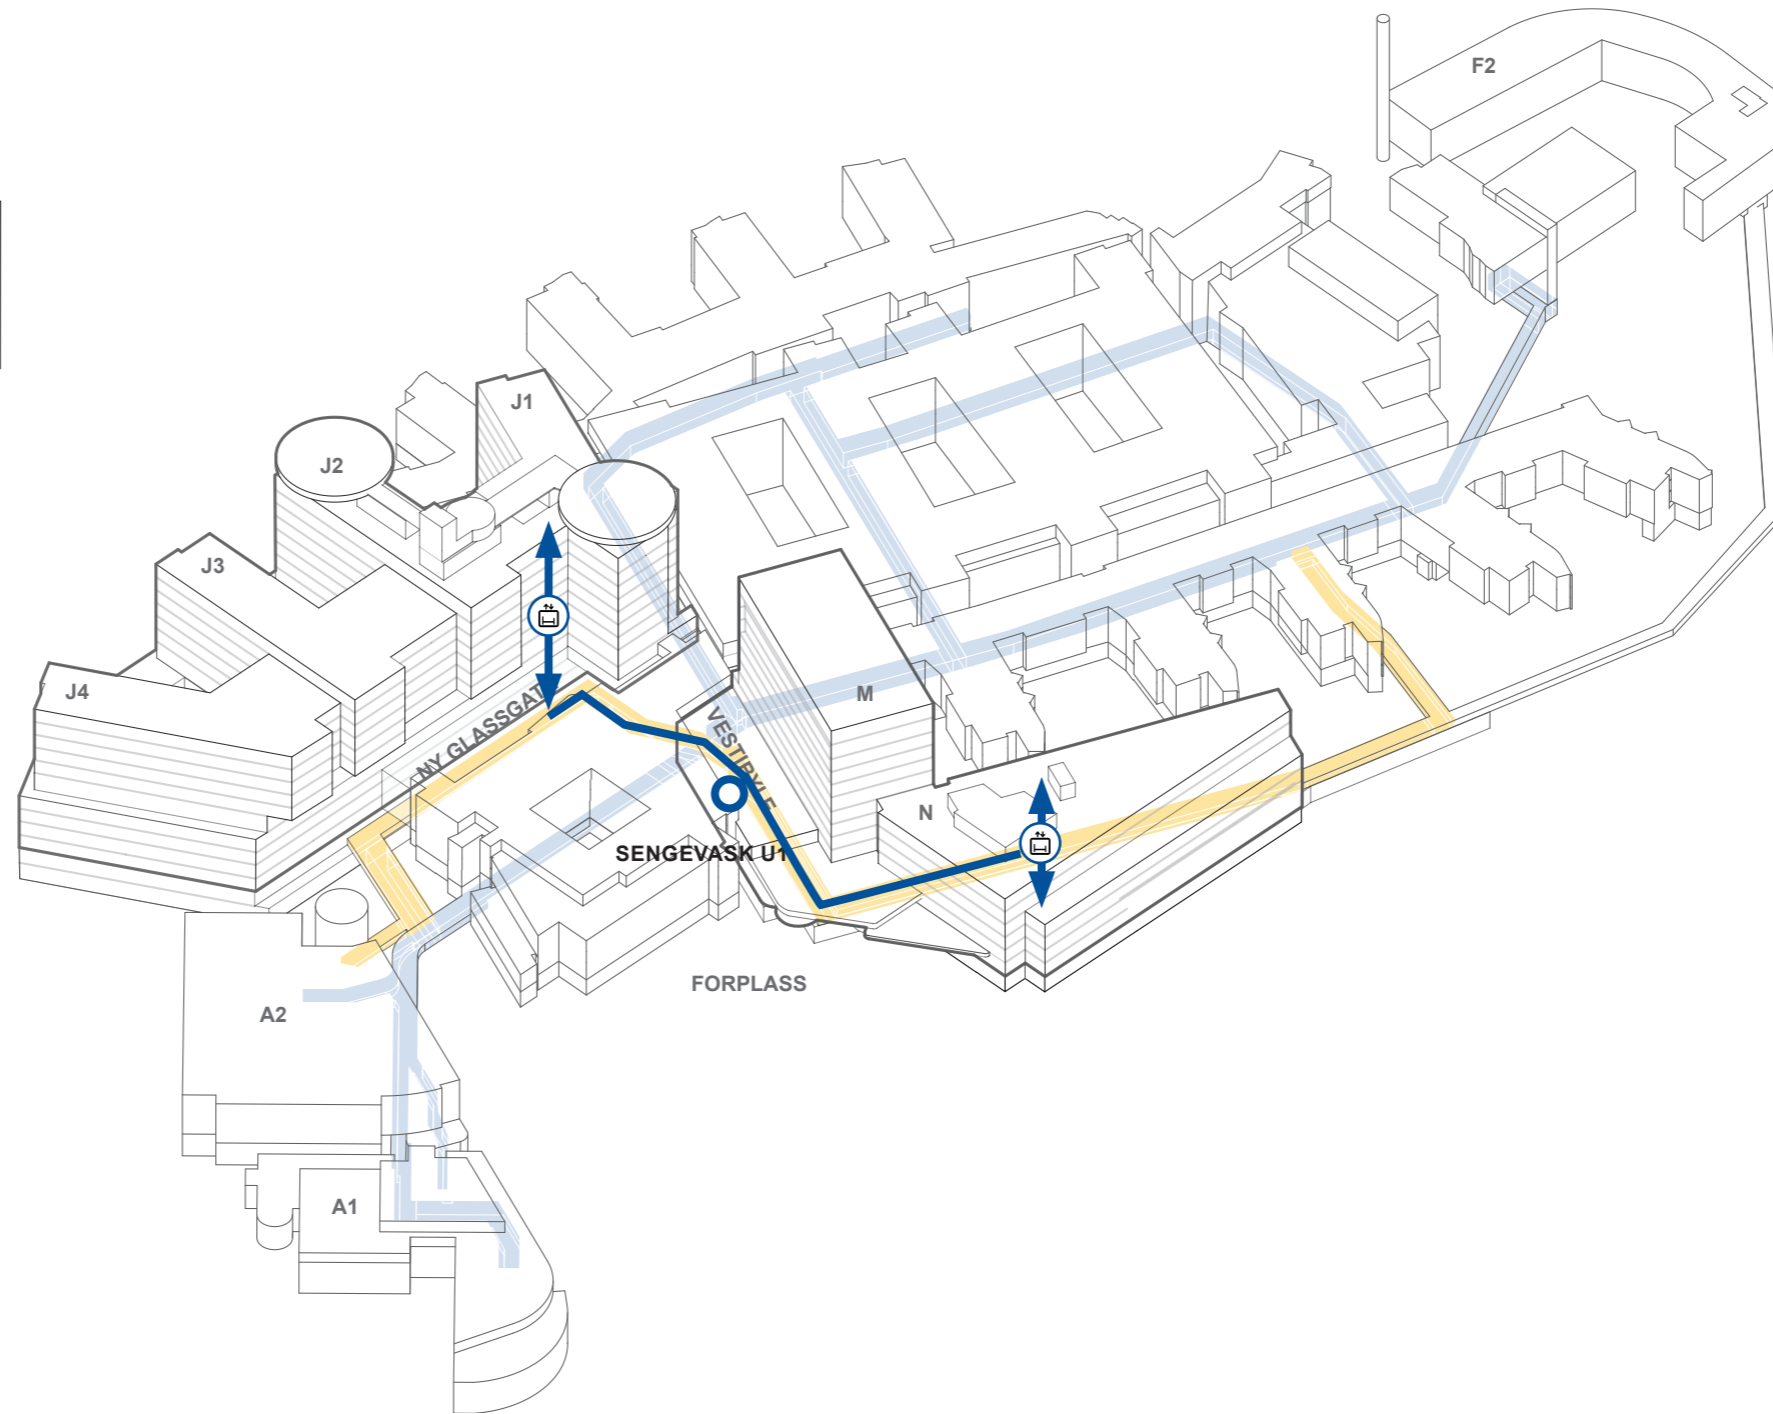 F2
J1
J2
J3
J4
NY GLASSGAT
M
VESTIBYLE
N
SENGEVASK U1
FORPLASS
A2
A1